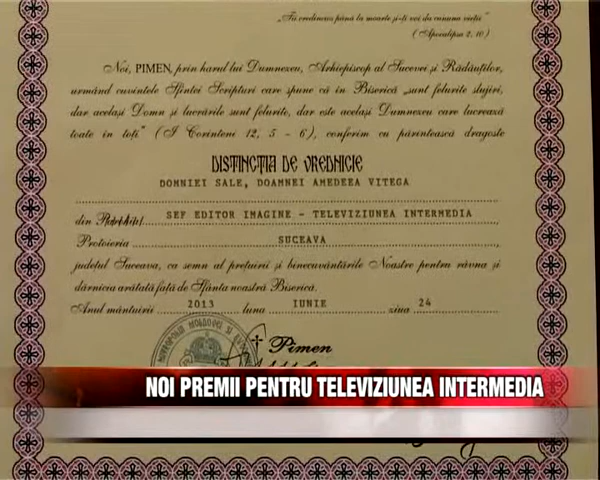 „Fă credincios până la moarte și-ți voi da cununa vieții"
(Apocalipsa 2, 10)
Noi, PIMEN, prin harul lui Dumnezeu, Arhiepiscop al Sucevei și Rădăuților,
urmând cuvintele Sfintei Scripturi care spune că în Biserică „sunt felurite slujiri,
dar același Domn și lucrările sunt felurite, dar este același Dumnezeu care lucrează
toate în toți" (I Corinteni 12, 5 - 6), conferim cu părintească dragoste
DISTINCȚIA DE VREDNICIE
DOMNIEI SALE, DOAMNEI AMEDEEA VITEGA
din SEF EDITOR IMAGINE - TELEVIZIUNEA INTERMEDIA
Protoieria SUCEAVA
județul Suceava, ca semn al prețuirii și binecuvântările Noastre pentru râvna și
dărnicia arătată față de Sfânta noastră Biserică.
Anul mântuirii 2013 luna IUNIE ziua 24
† Pimen
NOI PREMII PENTRU TELEVIZIUNEA INTERMEDIA